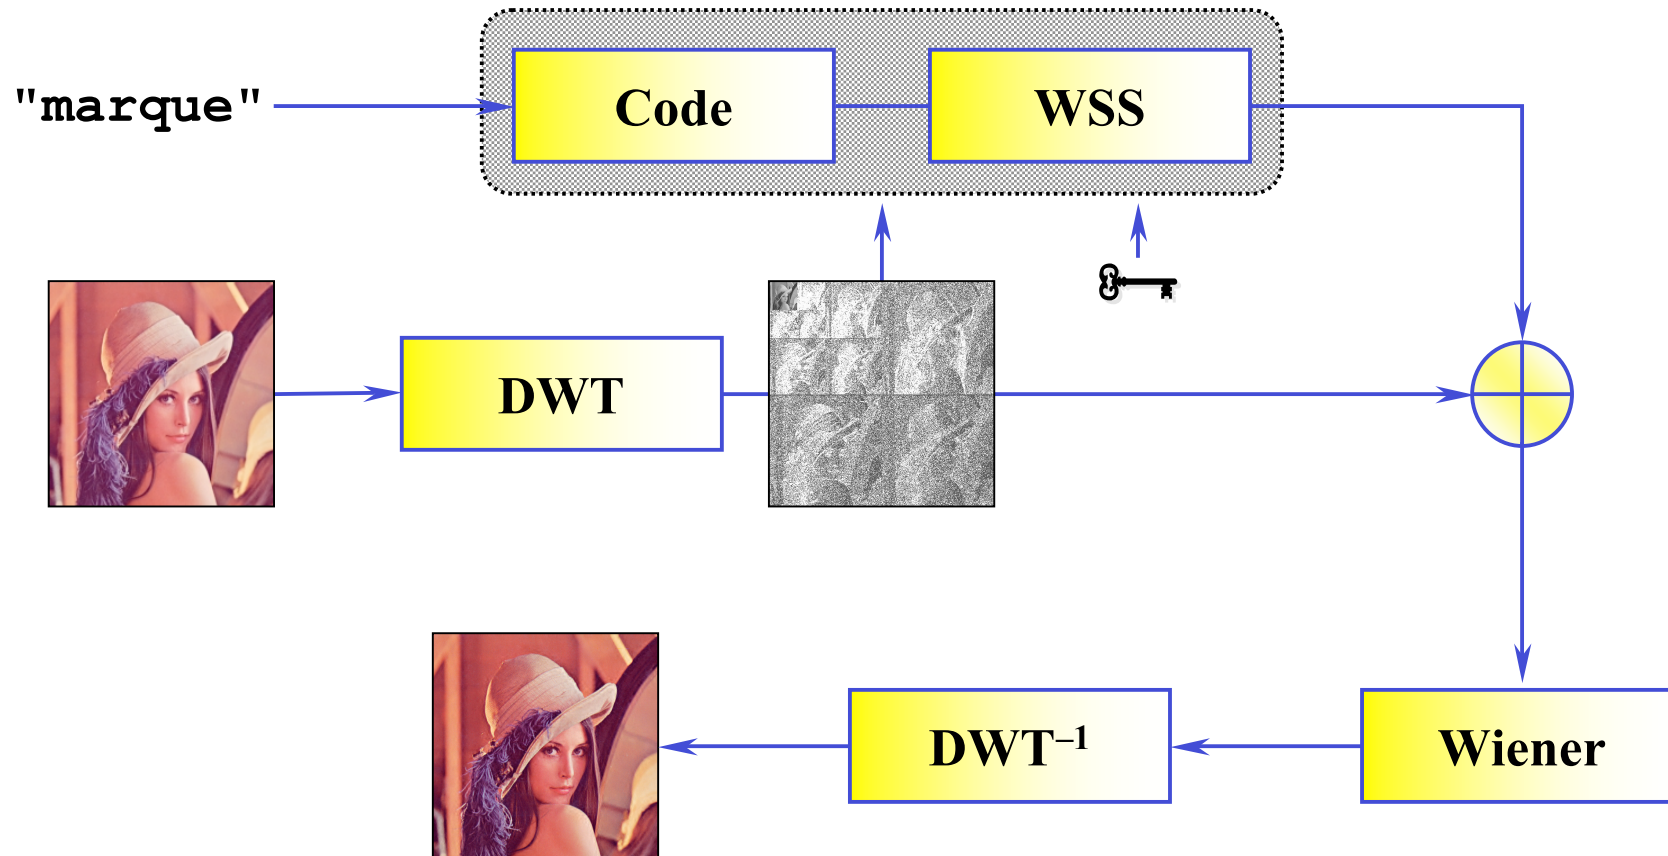 "marque"
Code
WSS
DWT
DWT⁻¹
Wiener